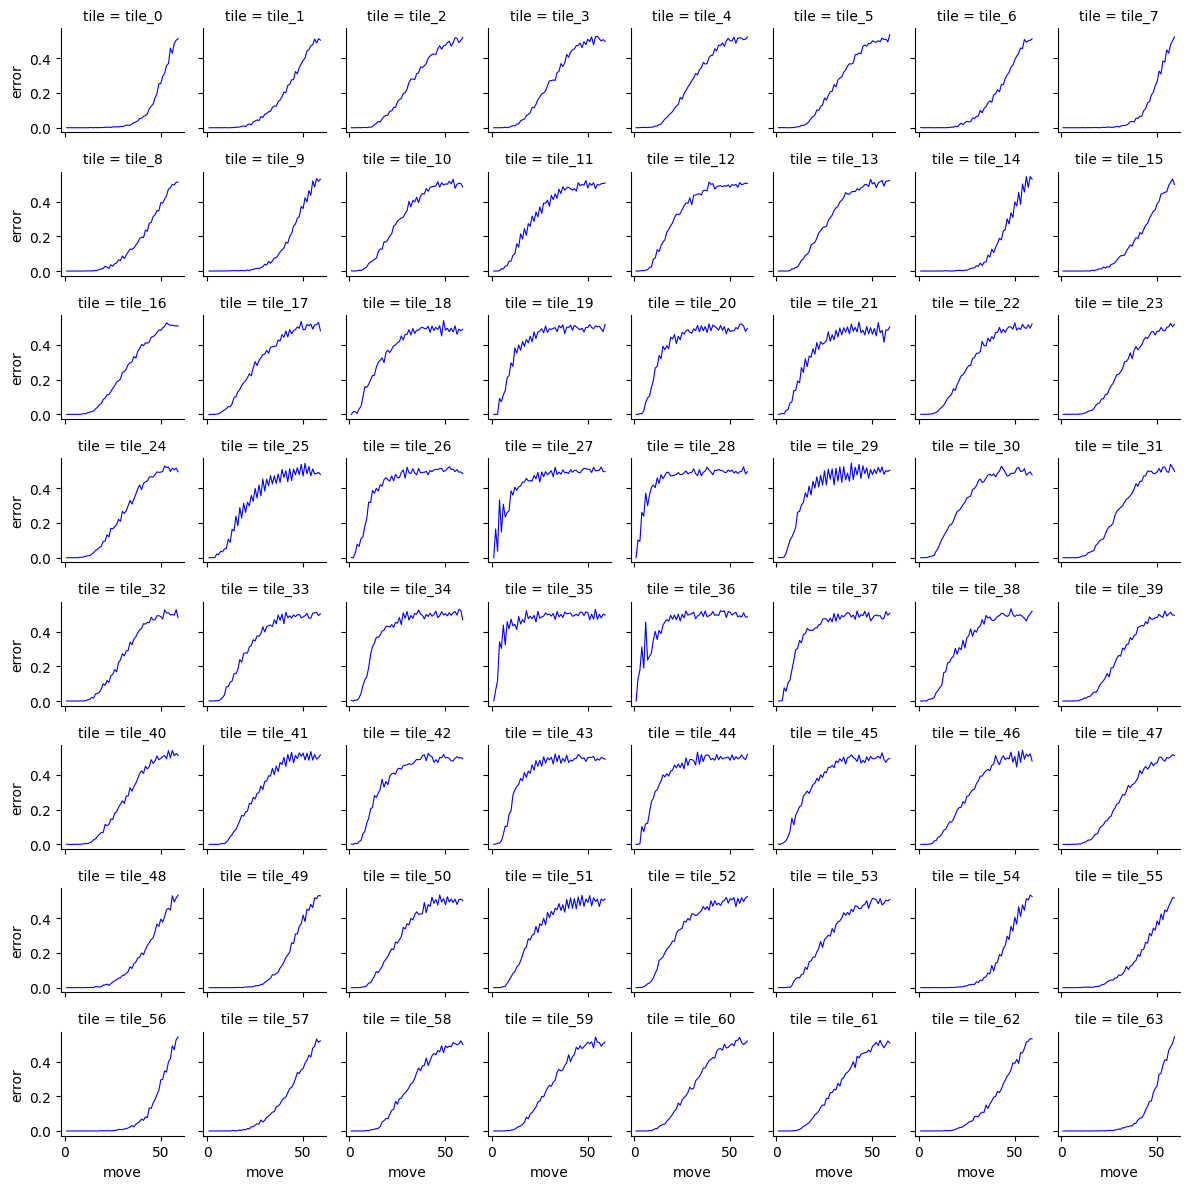 tile = tile_0 tile = tile_1 tile = tile_2 tile = tile_3 tile = tile_4 tile = tile_5 tile = tile_6 tile = tile_7
error
0.4
0.2
0.0
tile = tile_8 tile = tile_9 tile = tile_10 tile = tile_11 tile = tile_12 tile = tile_13 tile = tile_14 tile = tile_15
error
0.4
0.2
0.0
tile = tile_16 tile = tile_17 tile = tile_18 tile = tile_19 tile = tile_20 tile = tile_21 tile = tile_22 tile = tile_23
error
0.4
0.2
0.0
tile = tile_24 tile = tile_25 tile = tile_26 tile = tile_27 tile = tile_28 tile = tile_29 tile = tile_30 tile = tile_31
error
0.4
0.2
0.0
tile = tile_32 tile = tile_33 tile = tile_34 tile = tile_35 tile = tile_36 tile = tile_37 tile = tile_38 tile = tile_39
error
0.4
0.2
0.0
tile = tile_40 tile = tile_41 tile = tile_42 tile = tile_43 tile = tile_44 tile = tile_45 tile = tile_46 tile = tile_47
error
0.4
0.2
0.0
tile = tile_48 tile = tile_49 tile = tile_50 tile = tile_51 tile = tile_52 tile = tile_53 tile = tile_54 tile = tile_55
error
0.4
0.2
0.0
tile = tile_56 tile = tile_57 tile = tile_58 tile = tile_59 tile = tile_60 tile = tile_61 tile = tile_62 tile = tile_63
error
0.4
0.2
0.0
0 50 0 50 0 50 0 50 0 50 0 50 0 50 0 50
move move move move move move move move